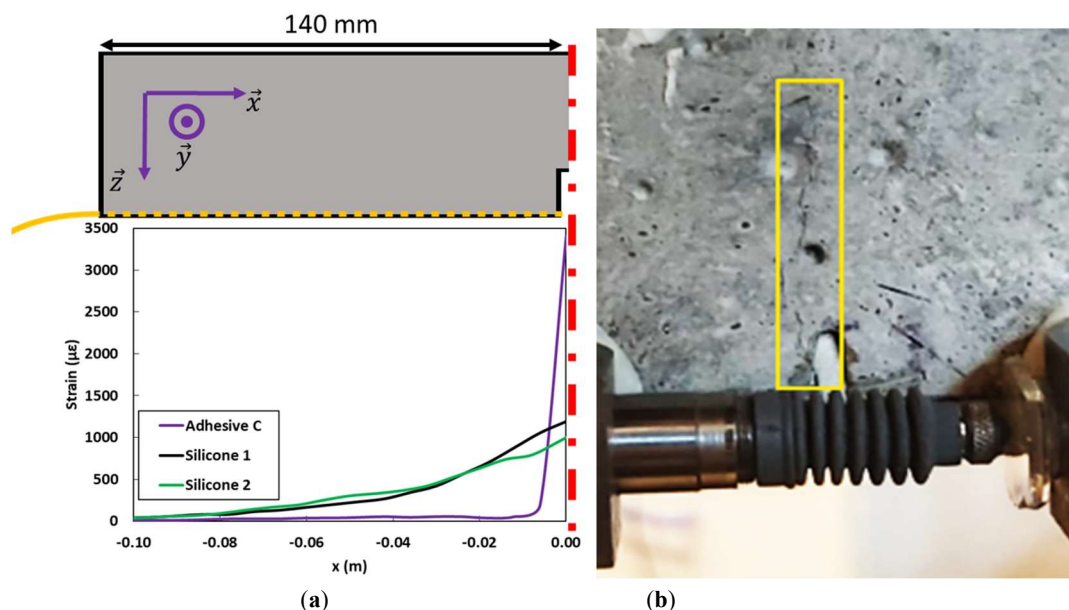 140 mm
x⃗
y⃗
z⃗
3500
3000
2500
2000
1500
1000
500
0
Strain (με)
Adhesive C
Silicone 1
Silicone 2
-0.10 -0.08 -0.06 -0.04 -0.02 0.00
x (m)
(a) (b)